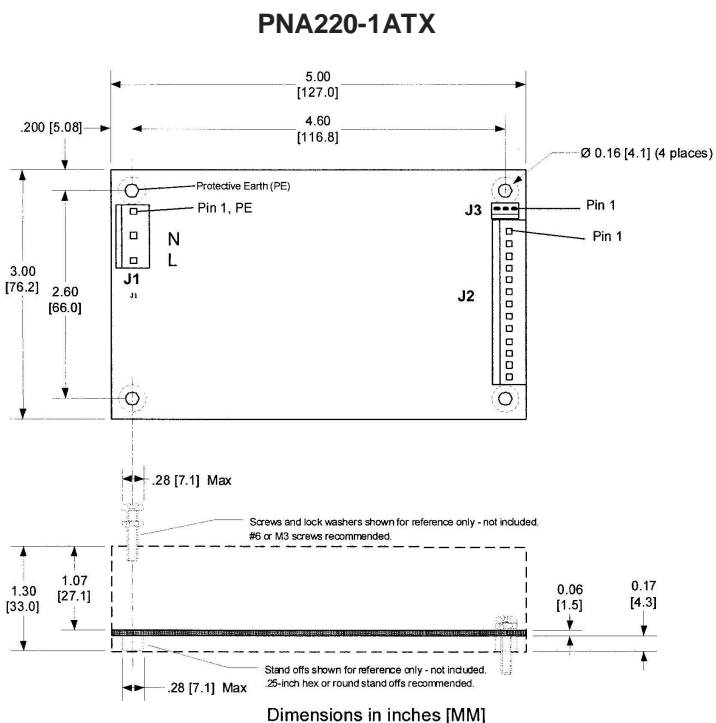 PNA220-1ATX
5.00
[127.0]
4.60
[116.8]
.200 [5.08]
Ø 0.16 [4.1] (4 places)
Protective Earth (PE)
Pin 1, PE
J3
Pin 1
Pin 1
N
L
J1
J1
J2
3.00
[76.2]
2.60
[66.0]
.28 [7.1] Max
Screws and lock washers shown for reference only - not included.
#6 or M3 screws recommended.
1.30
[33.0]
1.07
[27.1]
0.06
[1.5]
0.17
[4.3]
Stand offs shown for reference only - not included.
.25-inch hex or round stand offs recommended.
.28 [7.1] Max
Dimensions in inches [MM]